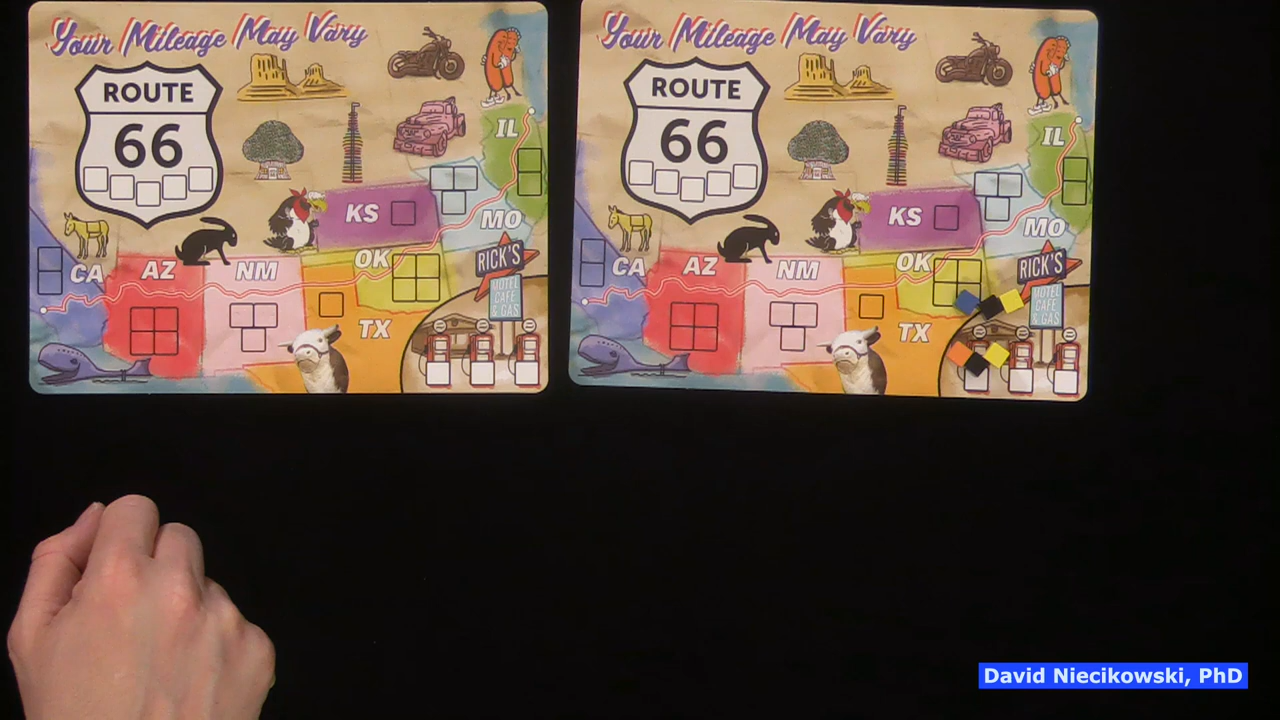 Your Mileage May Vary
ROUTE
66
IL
KS
MO
CA
AZ
NM
OK
TX
RICK'S
MOTEL
CAFE
& GAS
Your Mileage May Vary
ROUTE
66
IL
KS
MO
CA
AZ
NM
OK
TX
RICK'S
MOTEL
CAFE
& GAS
David Niecikowski, PhD